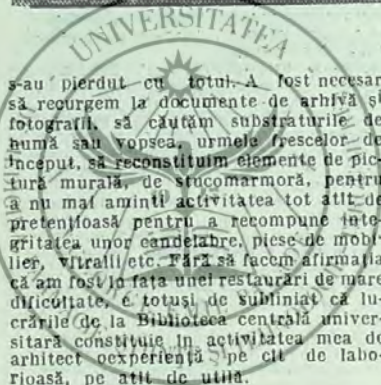 UNIVERSITATEA
s-au pierdut cu totul. A fost necesar
să recurgem la documente de arhivă și
fotografii, să căutăm substraturile de
humă sau vopsea, urmele frescelor de
început, să reconstituim elemente de pic-
tură murală, de stucomarmoră, pentru
a nu mai aminti activitatea tot atît de
pretențioasă pentru a recompune inte-
gritatea unor candelabre, piese de mobi-
lier, vitralii etc. Fără să facem afirmația
că am fost în fața unei restaurări de mare
dificultate, e totuși de subliniat că lu-
crările de la Biblioteca centrală univer-
sitară constituie în activitatea mea de
arhitect oexperiență pe cît de labo-
rioasă, pe atît de utilă.